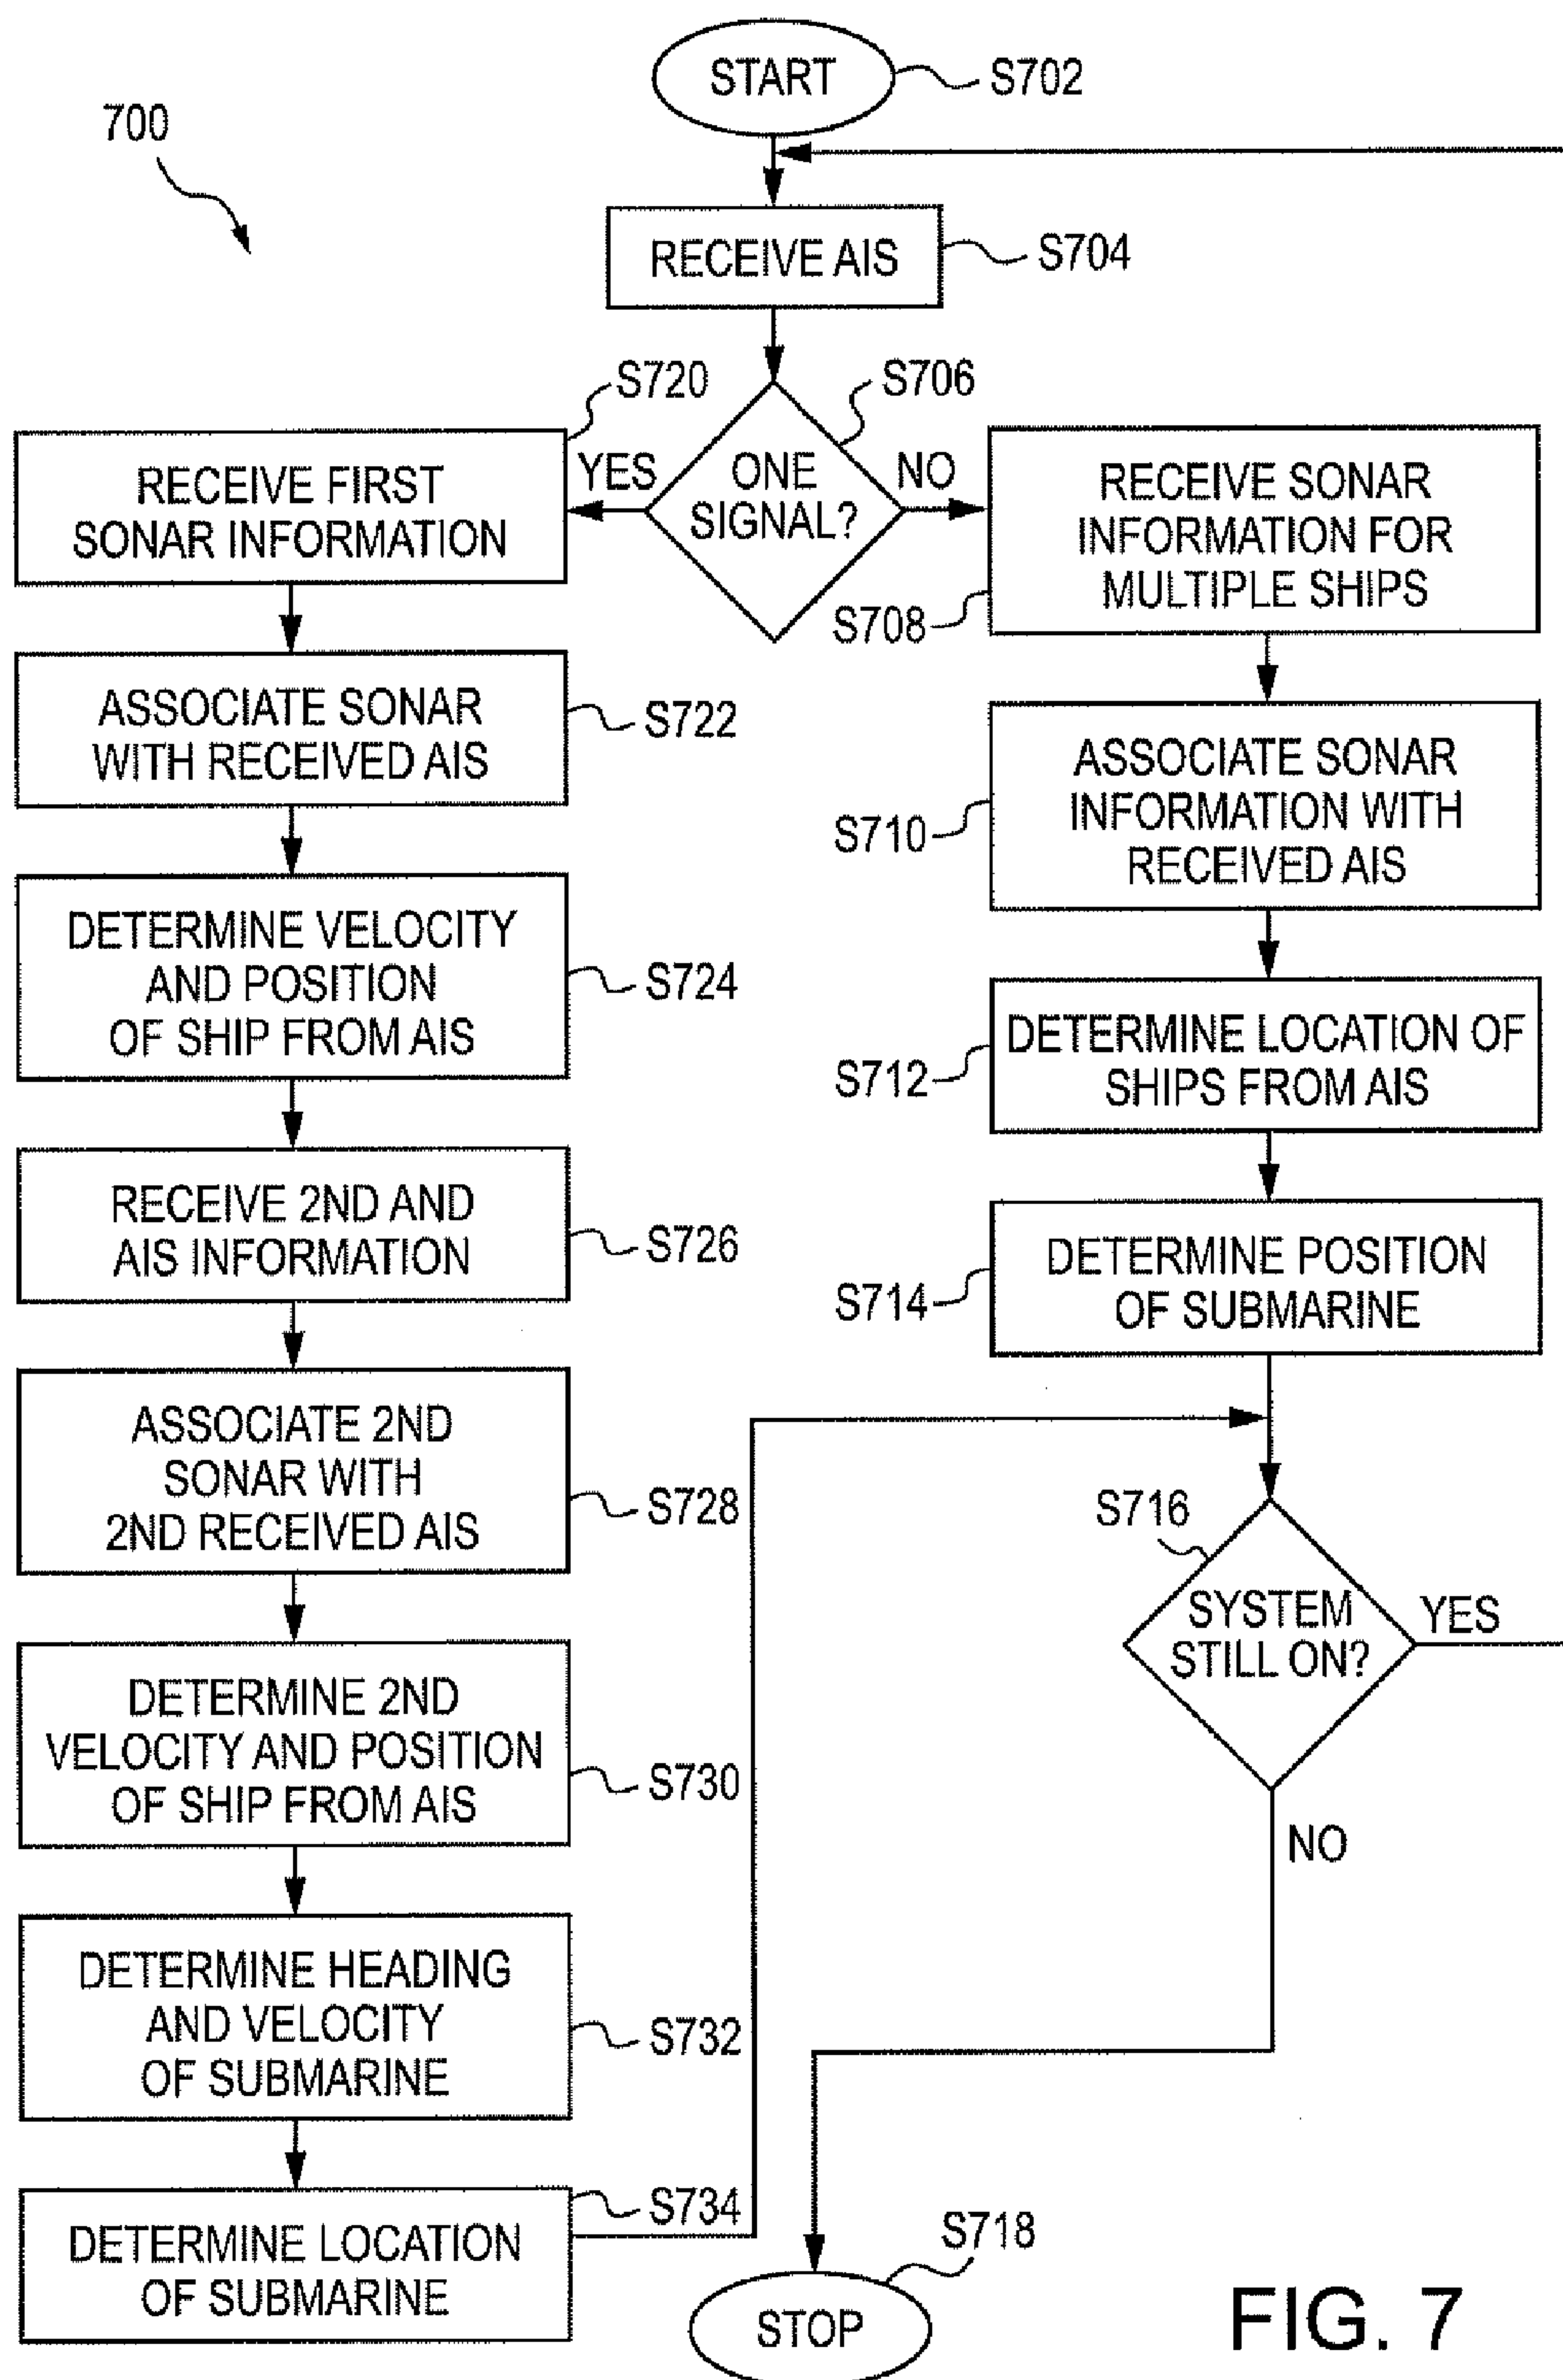 START
S702
700
RECEIVE AIS
S704
S720
S706
RECEIVE FIRST
SONAR INFORMATION
YES
ONE
SIGNAL?
NO
RECEIVE SONAR
INFORMATION FOR
MULTIPLE SHIPS
S708
ASSOCIATE SONAR
WITH RECEIVED AIS
S722
ASSOCIATE SONAR
INFORMATION WITH
RECEIVED AIS
S710
DETERMINE VELOCITY
AND POSITION
OF SHIP FROM AIS
S724
DETERMINE LOCATION OF
SHIPS FROM AIS
S712
RECEIVE 2ND AND
AIS INFORMATION
S726
DETERMINE POSITION
OF SUBMARINE
S714
ASSOCIATE 2ND
SONAR WITH
2ND RECEIVED AIS
S728
S716
SYSTEM
STILL ON?
YES
NO
DETERMINE 2ND
VELOCITY AND POSITION
OF SHIP FROM AIS
S730
DETERMINE HEADING
AND VELOCITY
OF SUBMARINE
S732
DETERMINE LOCATION
OF SUBMARINE
S734
S718
STOP
FIG. 7